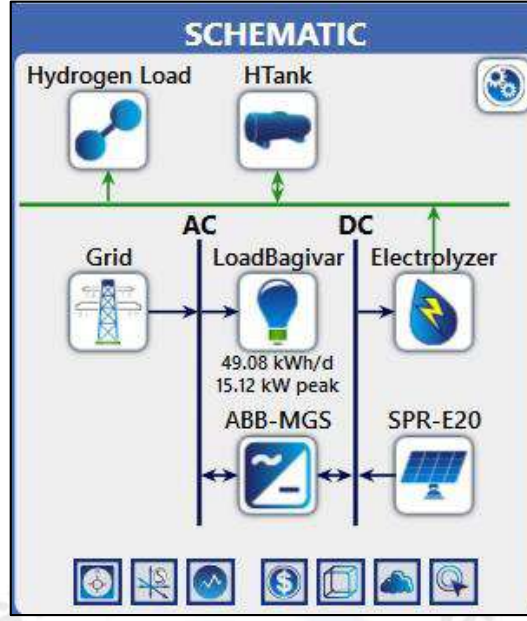 SCHEMATIC
Hydrogen Load HTank
AC DC
Grid LoadBagivar Electrolyzer
49.08 kWh/d
15.12 kW peak
ABB-MGS SPR-E20
S
$